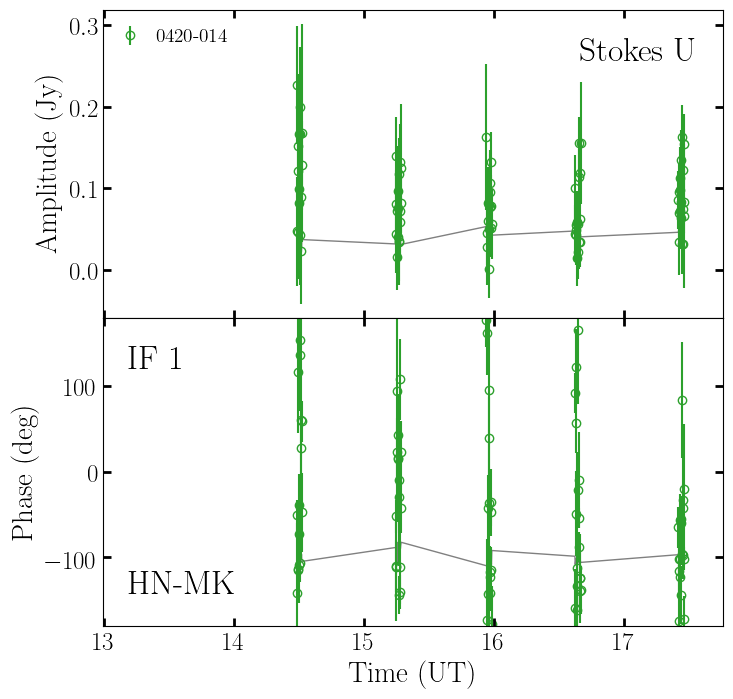 0420-014
Stokes U
Amplitude (Jy)
0.3
0.2
0.1
0.0
IF 1
HN-MK
Phase (deg)
100
0
−100
13 14 15 16 17
Time (UT)